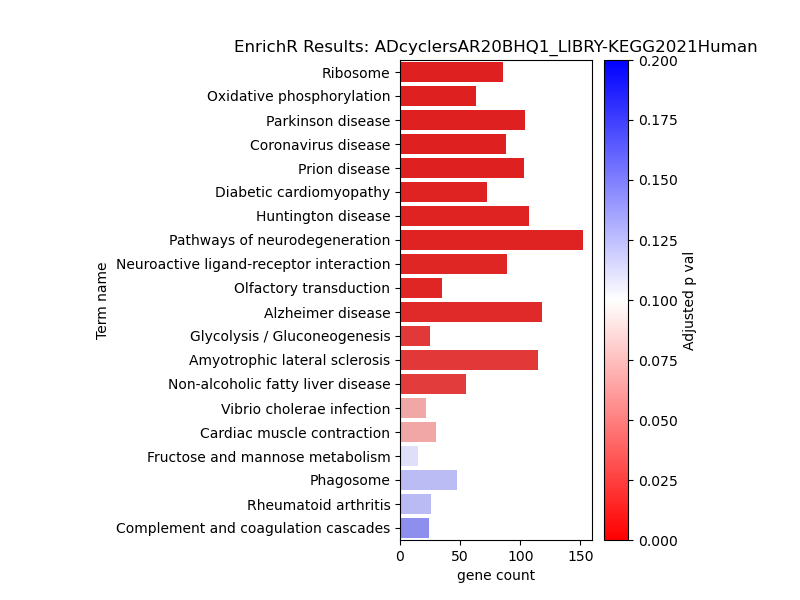 EnrichR Results: ADcyclersAR20BHQ1_LIBRY-KEGG2021Human
Ribosome
Oxidative phosphorylation
Parkinson disease
Coronavirus disease
Prion disease
Diabetic cardiomyopathy
Huntington disease
Pathways of neurodegeneration
Neuroactive ligand-receptor interaction
Olfactory transduction
Alzheimer disease
Glycolysis / Gluconeogenesis
Amyotrophic lateral sclerosis
Non-alcoholic fatty liver disease
Vibrio cholerae infection
Cardiac muscle contraction
Fructose and mannose metabolism
Phagosome
Rheumatoid arthritis
Complement and coagulation cascades
Term name
0 50 100 150
gene count
0.200
0.175
0.150
0.125
0.100
0.075
0.050
0.025
0.000
Adjusted p val